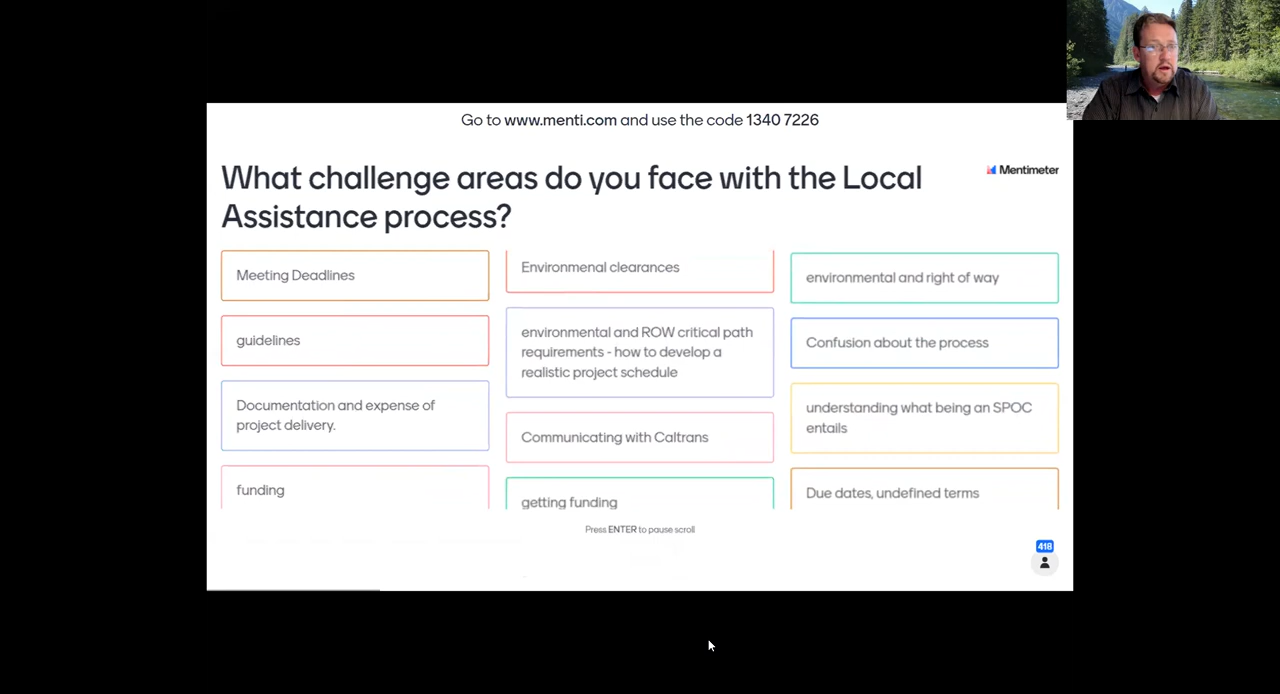 Go to www.menti.com and use the code 1340 7226
What challenge areas do you face with the Local
Assistance process?
Mentimeter
Meeting Deadlines
guidelines
Documentation and expense of
project delivery.
funding
Environmenal clearances
environmental and ROW critical path
requirements - how to develop a
realistic project schedule
Communicating with Caltrans
getting funding
environmental and right of way
Confusion about the process
understanding what being an SPOC
entails
Due dates, undefined terms
Press ENTER to pause scroll
418